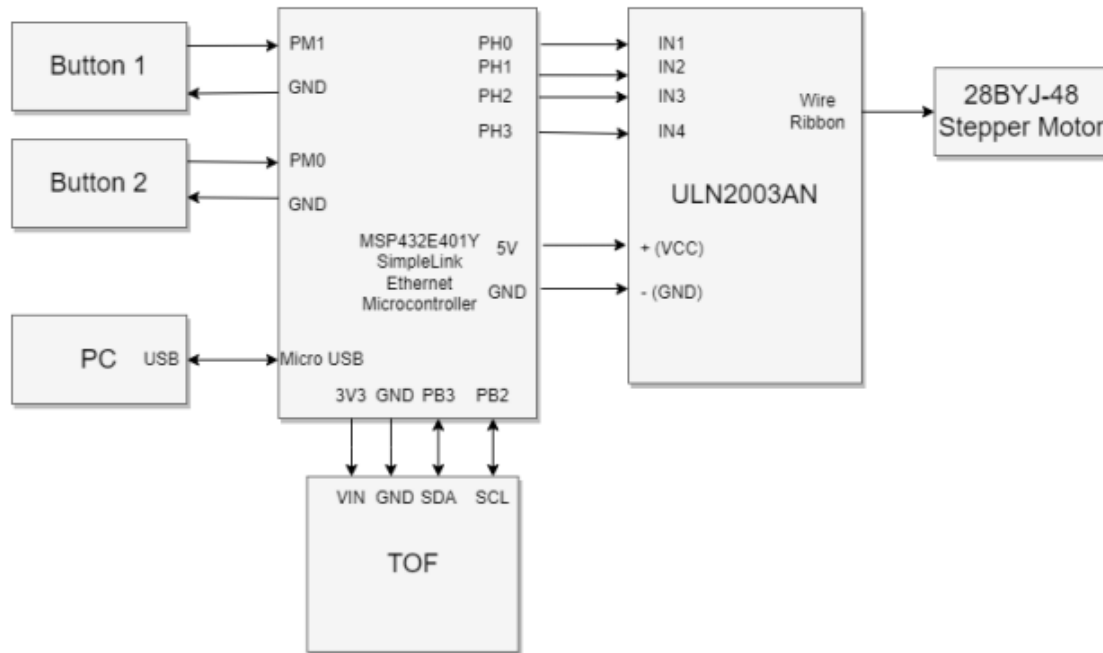 Button 1
PM1
GND
Button 2
PM0
GND
PC
USB
Micro USB
MSP432E401Y
SimpleLink
Ethernet
Microcontroller
PH0
PH1
PH2
PH3
5V
GND
3V3 GND PB3 PB2
IN1
IN2
IN3
IN4
Wire
Ribbon
ULN2003AN
+ (VCC)
- (GND)
28BYJ-48
Stepper Motor
VIN GND SDA SCL
TOF